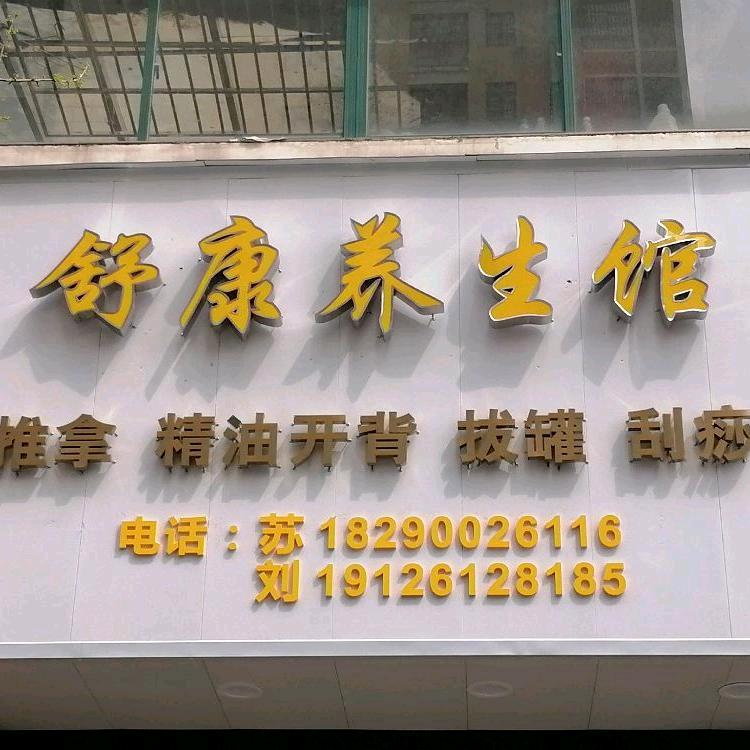 舒康养生馆
推拿 精油开背 拔罐 刮痧
电话：苏 18290026116
刘 19126128185